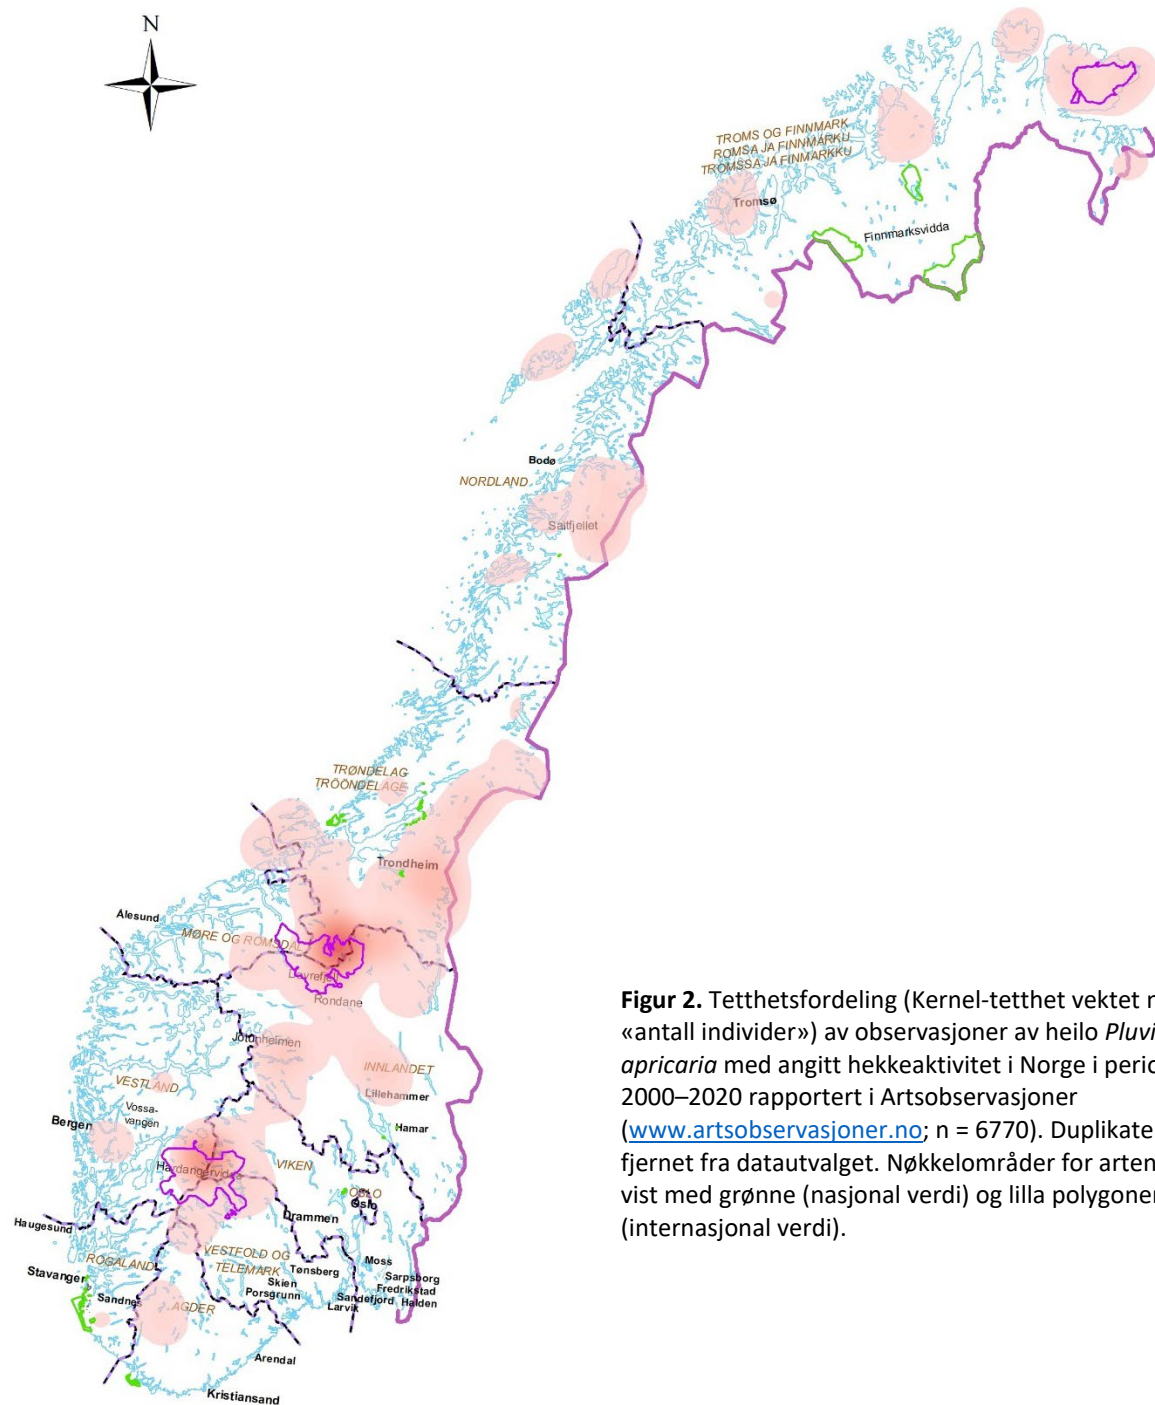 N
TROMS OG FINNMARK
ROMSA JA FINNMÁRKU
TROMSSA JA FINMARKKU
Tromsø
Finnmarksvidda
Bodø
NORDLAND
Saltfjellet
TRØNDELAG
TRÖÖNDELAGE
Trondheim
Ålesund
MØRE OG ROMSDAL
Dovrefjell
Rondane
Jotunheimen
INNLANDET
VESTLAND
Lillehammer
Vossa-
vangen
Bergen
Hamar
Hardangervidda
VIKEN
OSLO
Oslo
Drammen
Haugesund
ROGALAND
VESTFOLD OG
TELEMARK
Moss
Tønsberg
Stavanger
Sarpsborg
Skien
Fredrikstad
Porsgrunn
Sandefjord
Halden
Sandnes
AGDER
Larvik
Arendal
Kristiansand
Figur 2. Tetthetsfordeling (Kernel-tetthet vektet
«antall individer») av observasjoner av heilo Pluvi
apricaria med angitt hekkeaktivitet i Norge i perio
2000–2020 rapportert i Artsobservasjoner
(www.artsobservasjoner.no; n = 6770). Duplikate
fjernet fra datautvalget. Nøkkelområder for arten
vist med grønne (nasjonal verdi) og lilla polygoner
(internasjonal verdi).